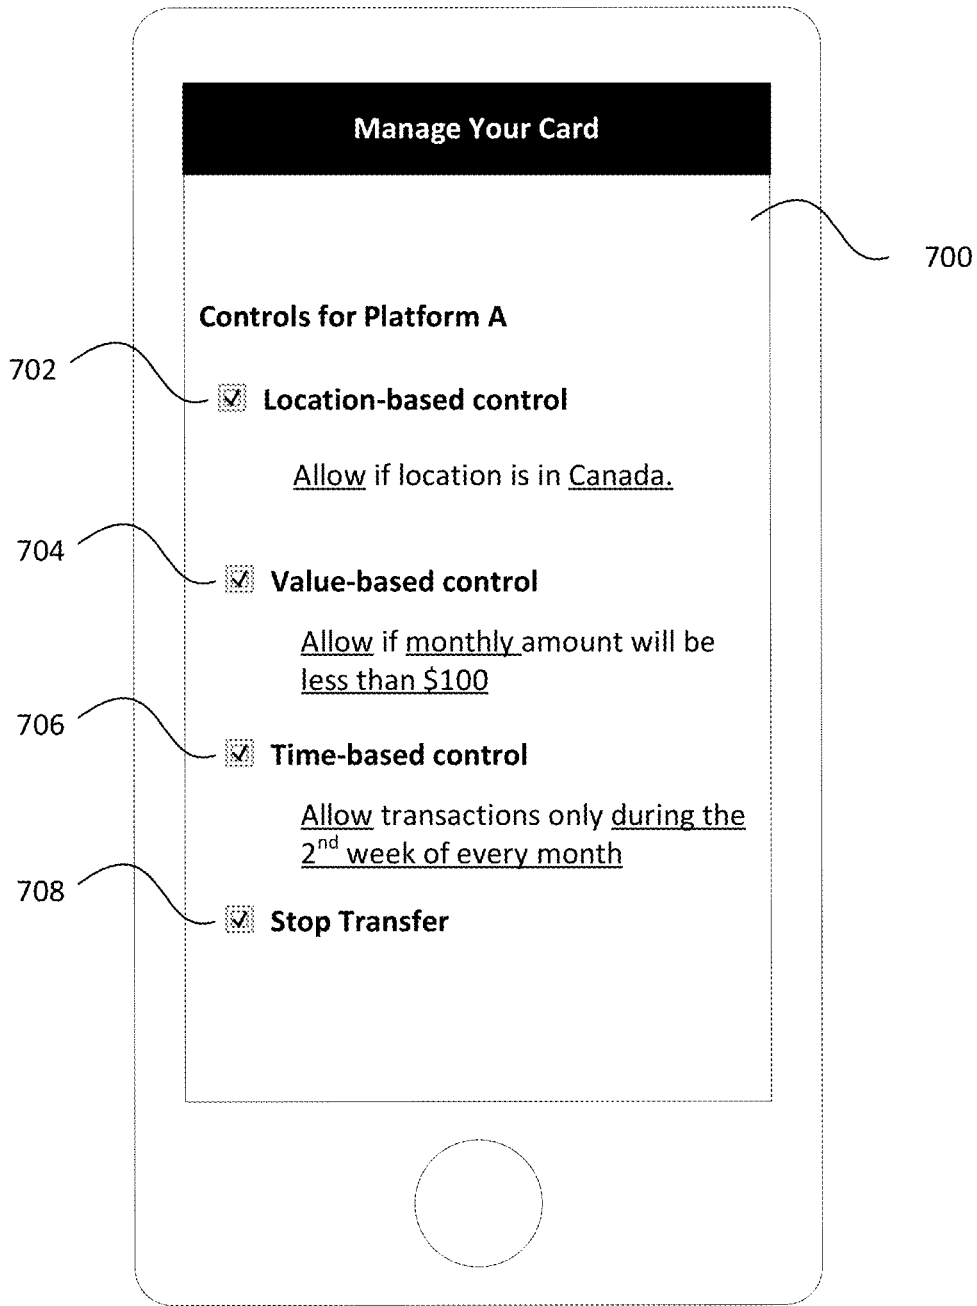 Manage Your Card
700
Controls for Platform A
702
Location-based control
Allow if location is in Canada.
704
Value-based control
Allow if monthly amount will be
less than $100
706
Time-based control
Allow transactions only during the
2nd week of every month
708
Stop Transfer